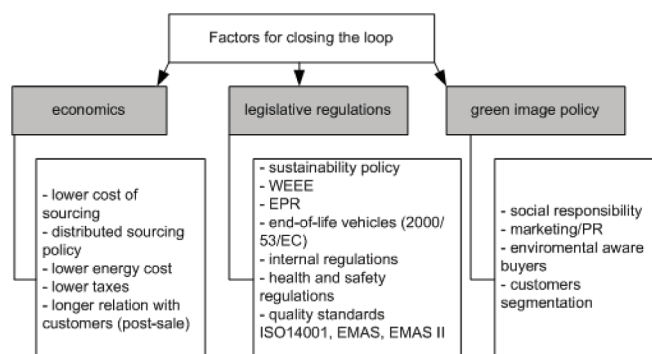 Factors for closing the loop
economics
legislative regulations
green image policy
- lower cost of
sourcing
- distributed sourcing
policy
- lower energy cost
- lower taxes
- longer relation with
customers (post-sale)
- sustainability policy
- WEEE
- EPR
- end-of-life vehicles (2000/
53/EC)
- internal regulations
- health and safety
regulations
- quality standards
ISO14001, EMAS, EMAS II
- social responsibility
- marketing/PR
- enviromental aware
buyers
- customers
segmentation